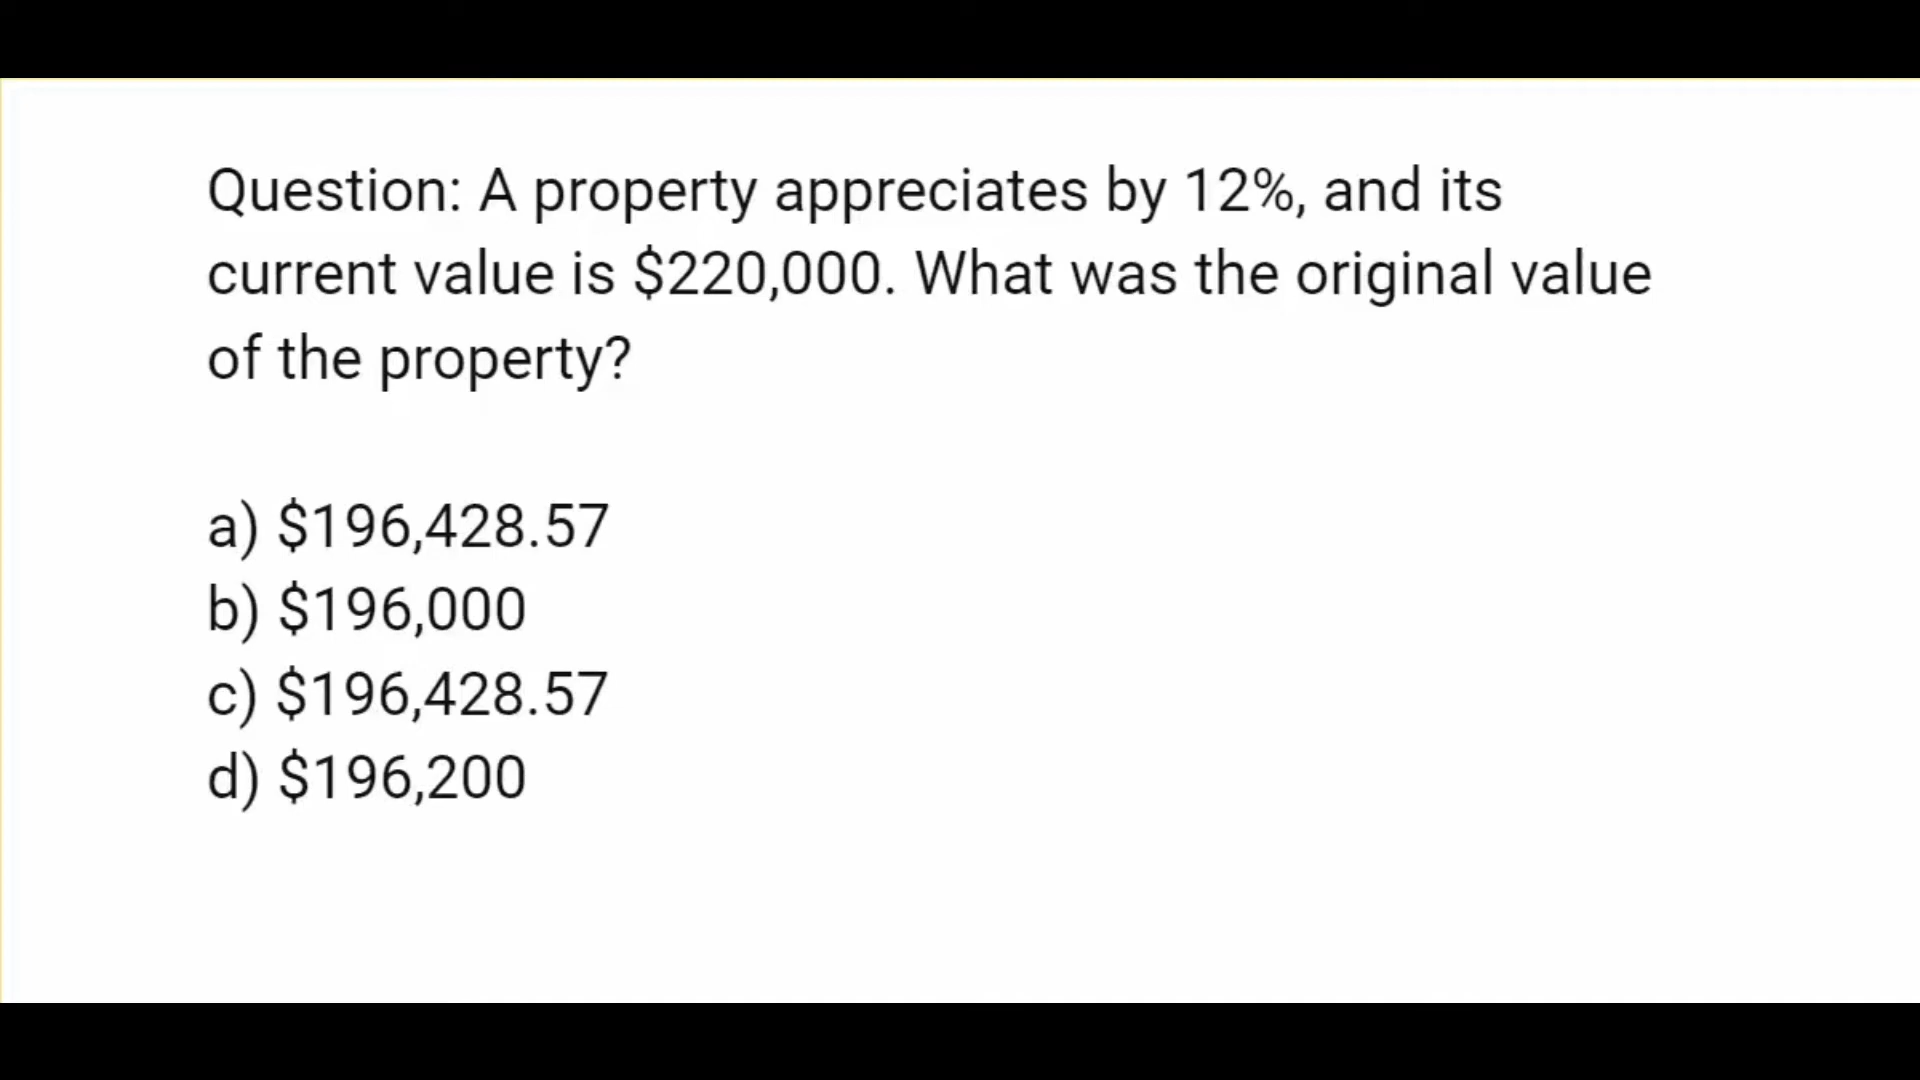 Question: A property appreciates by 12%, and its
current value is $220,000. What was the original value
of the property?
a) $196,428.57
b) $196,000
c) $196,428.57
d) $196,200